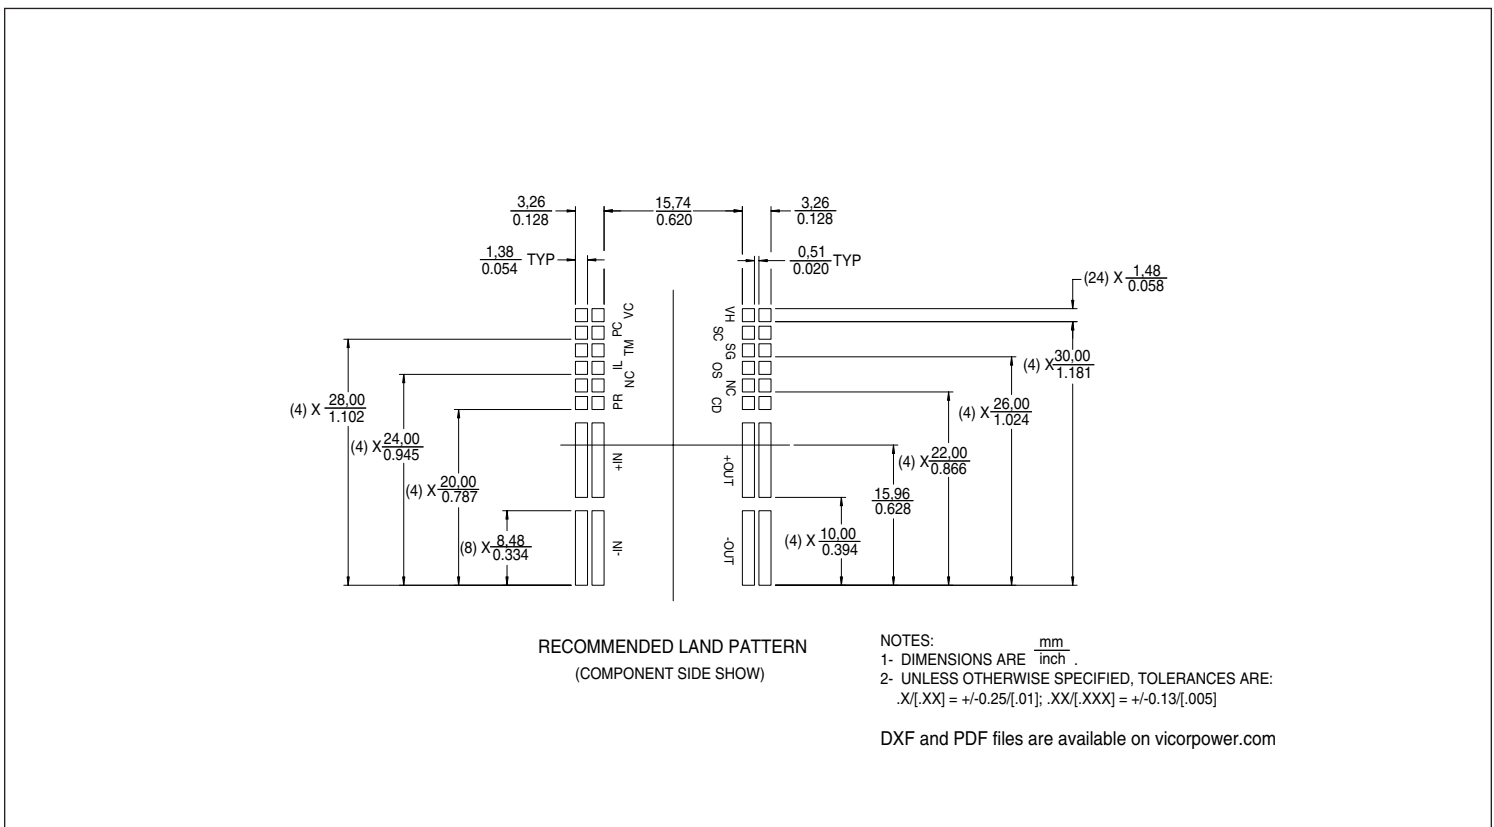 3,26
0.128
15,74
0.620
3,26
0.128
1,38
0.054
TYP
0,51
0.020
TYP
(24) X 1,48
0.058
VC
PC
TM
IL
NC
PR
+IN
-IN
VH
SC
SG
OS
NC
CD
+OUT
-OUT
(4) X 28,00
1.102
(4) X 24,00
0.945
(4) X 20,00
0.787
(8) X 8,48
0.334
(4) X 30,00
1.181
(4) X 26,00
1.024
(4) X 22,00
0.866
15,96
0.628
(4) X 10,00
0.394
RECOMMENDED LAND PATTERN
(COMPONENT SIDE SHOW)
NOTES:
1- DIMENSIONS ARE mm
inch .
2- UNLESS OTHERWISE SPECIFIED, TOLERANCES ARE:
.X/[.XX] = +/-0.25/[.01]; .XX/[.XXX] = +/-0.13/[.005]
DXF and PDF files are available on vicorpower.com